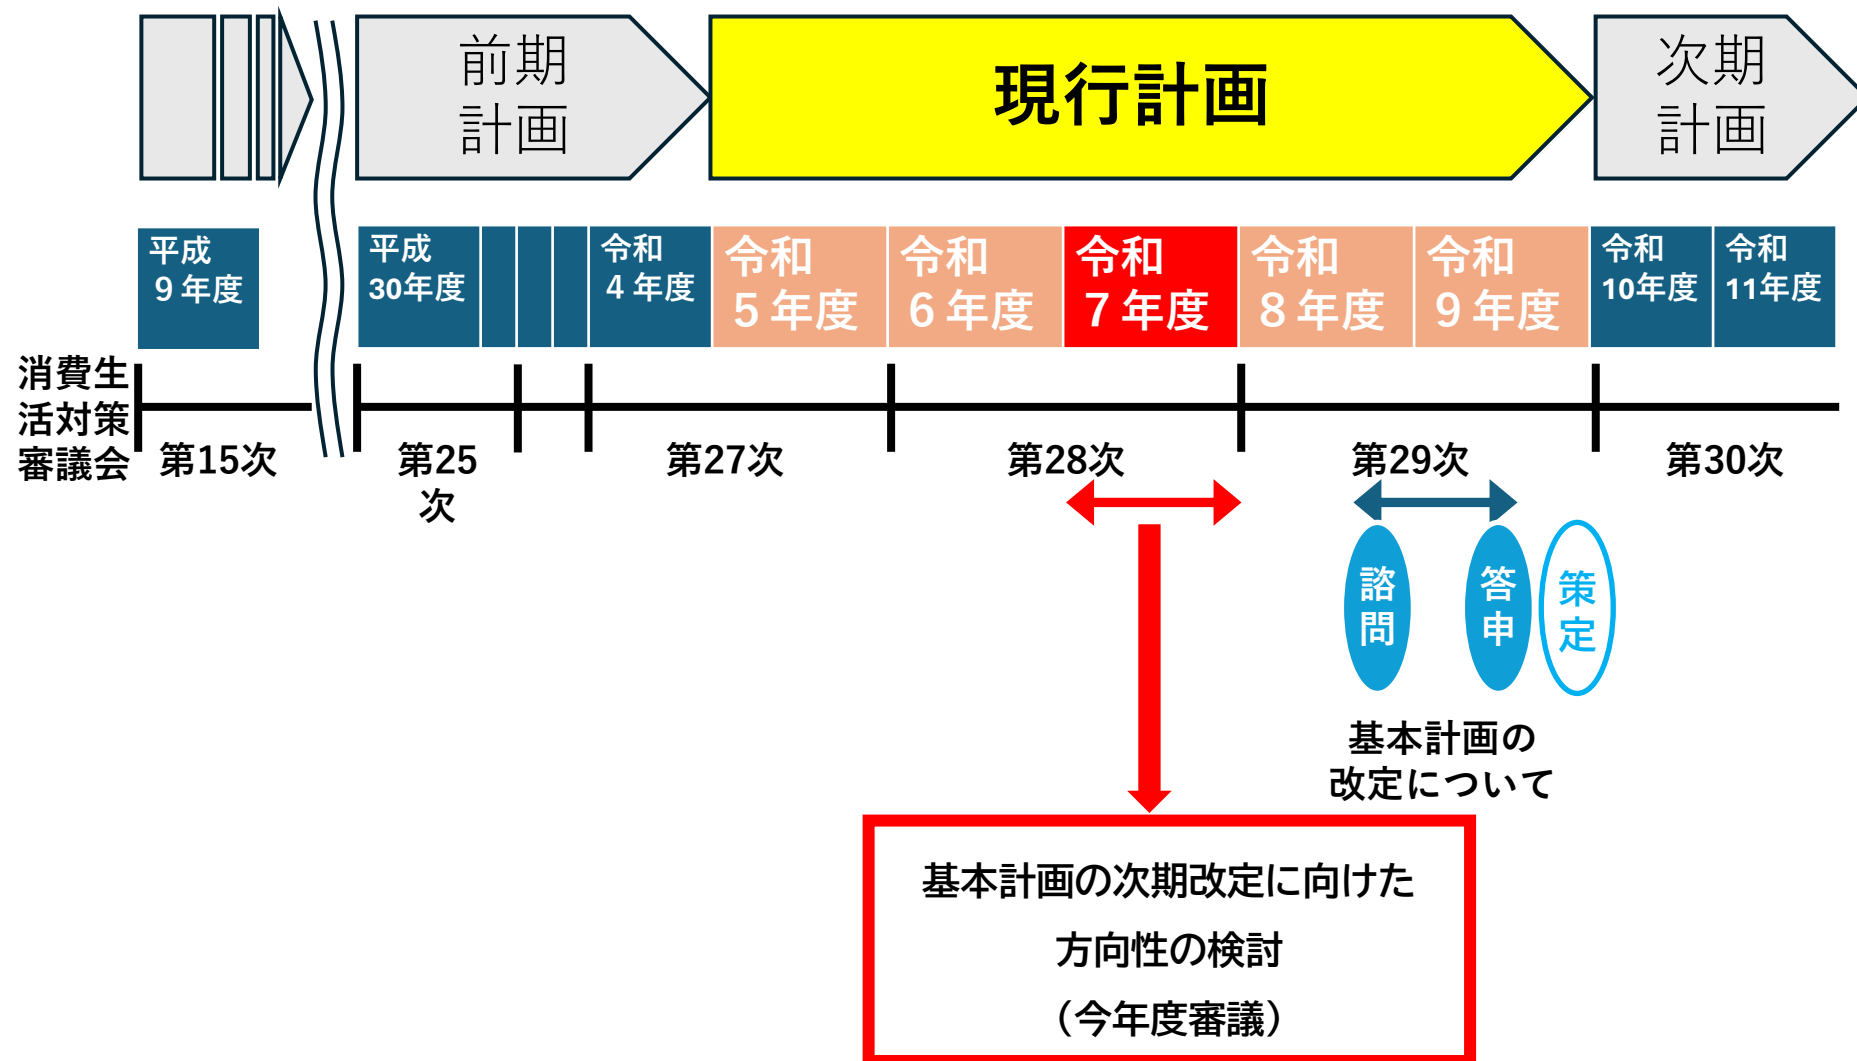 前期
計画
現行計画
次期
計画
平成
９年度
平成
30年度
令和
４年度
令和
５年度
令和
６年度
令和
７年度
令和
８年度
令和
９年度
令和
10年度
令和
11年度
消費生
活対策
審議会
第15次
第25
次
第27次
第28次
第29次
第30次
諮
問
答
申
策
定
基本計画の
改定について
基本計画の次期改定に向けた
方向性の検討
（今年度審議）